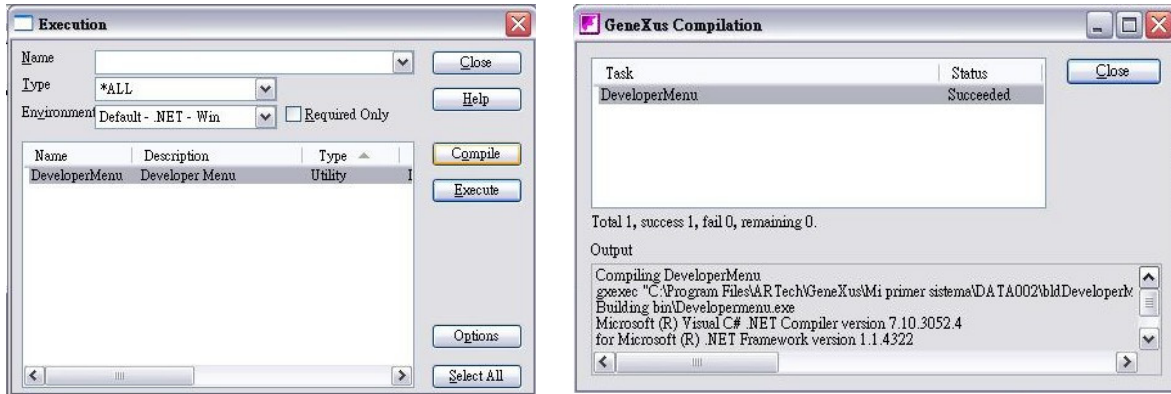 Execution
Name
Type *ALL
Environment Default - .NET - Win Required Only
Close
Help
Name Description Type
DeveloperMenu Developer Menu Utility
Compile
Execute
Options
Select All
GeneXus Compilation
Task Status
DeveloperMenu Succeeded
Close
Total 1, success 1, fail 0, remaining 0.
Output
Compiling DeveloperMenu
gxexec "C:\Program Files\ARTech\GeneXus\Mi primer sistema\DATA002\bldDeveloperM
Building bin\Developermenu.exe
Microsoft (R) Visual C# .NET Compiler version 7.10.3052.4
for Microsoft (R) .NET Framework version 1.1.4322